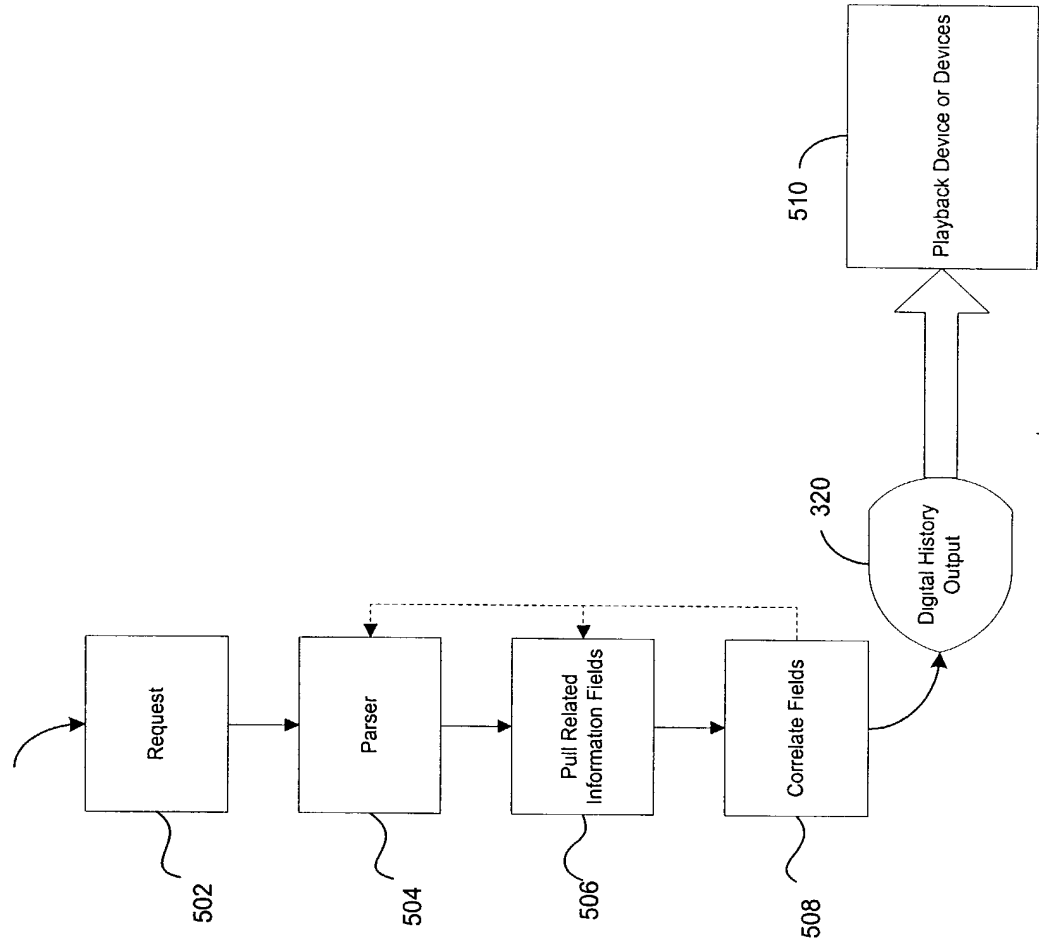 502
Request
504
Parser
506
Pull Related
Information Fields
508
Correlate Fields
320
Digital History
Output
510
Playback Device or Devices